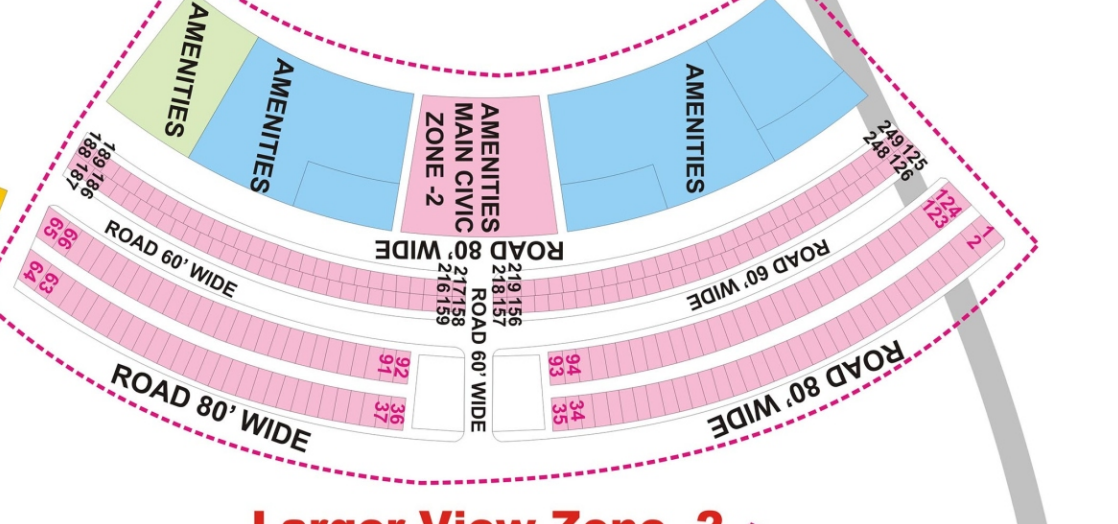 AMENITIES
AMENITIES
AMENITIES
MAIN CIVIC
ZONE -2
AMENITIES
188 189
187 186
249 125
248 126
ROAD 80' WIDE
ROAD 60' WIDE
ROAD 60' WIDE
216 159
217 158
218 157
219 156
ROAD 60' WIDE
65 66
64 63
124
123
1
2
91 92
93 94
37 36
35 34
ROAD 80' WIDE
ROAD 80' WIDE